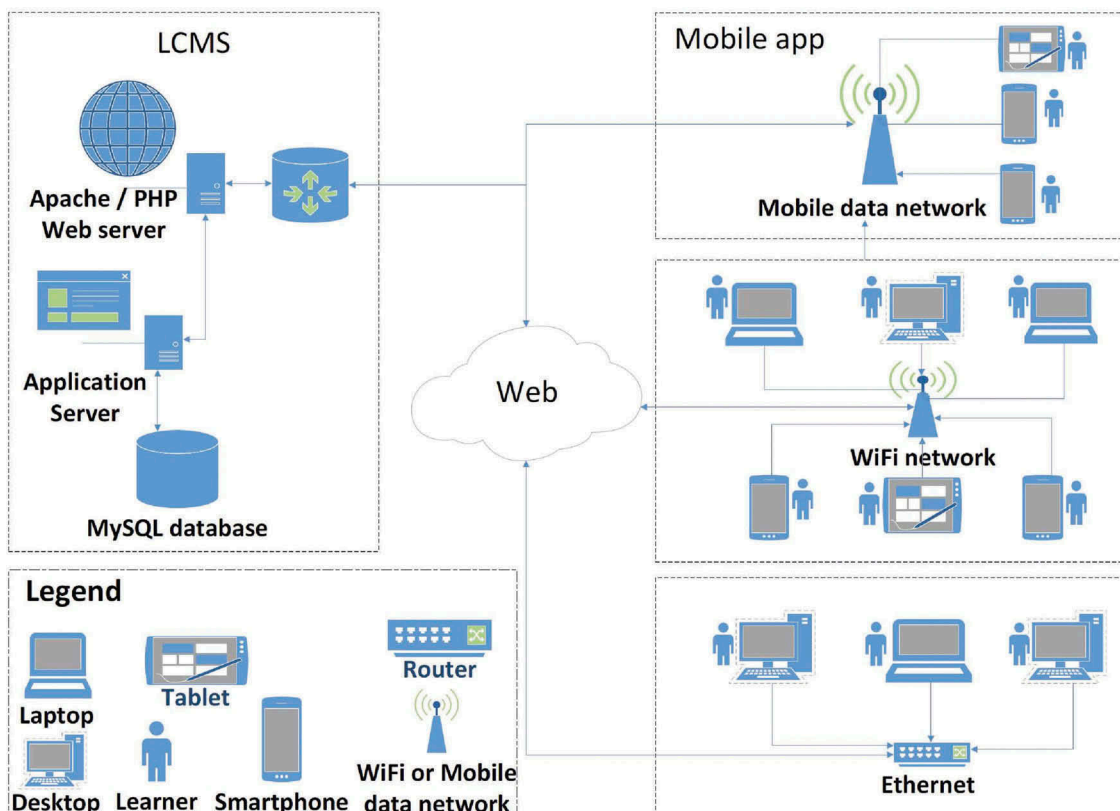 LCMS
Apache / PHP
Web server
Application
Server
MySQL database
Mobile app
Mobile data network
Web
WiFi network
Ethernet
Legend
Laptop
Tablet
Router
Desktop
Learner
Smartphone
WiFi or Mobile
data network